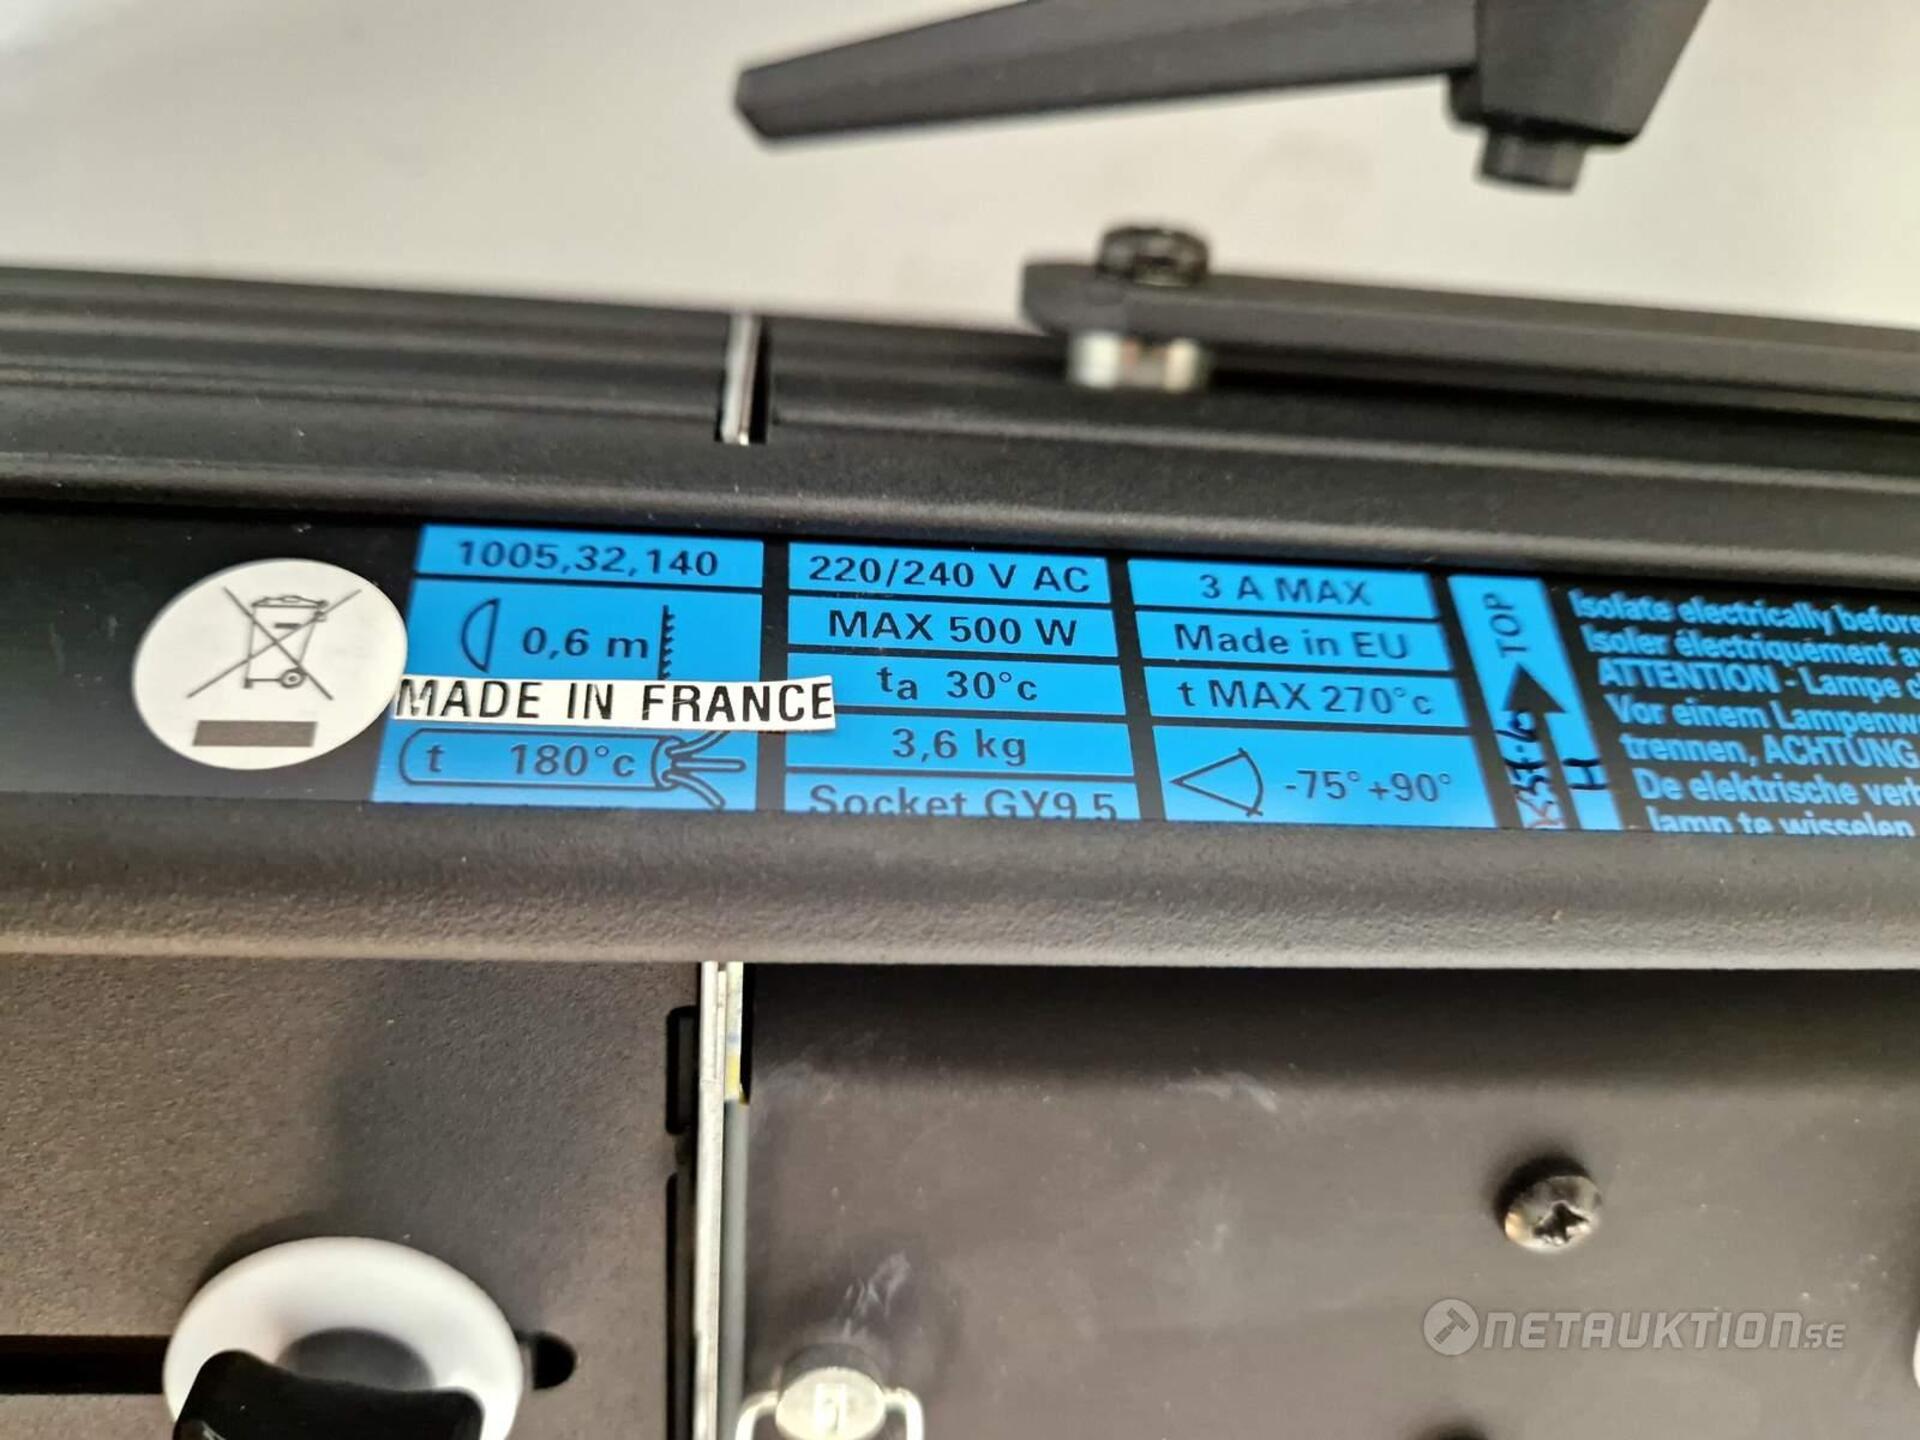 1005,32,140
0,6 m
MADE IN FRANCE
t 180°c
220/240 V AC
MAX 500 W
ta 30°c
3,6 kg
Socket GY9.5
3 A MAX
Made in EU
t MAX 270°c
-75°+90°
TOP
H
Isolate electrically before
Isoler électriquement
ATTENTION - Lampe
Vor einem
trennen, ACHTUNG
De elektrische
lamp te wisselen
NETAUKTION.SE